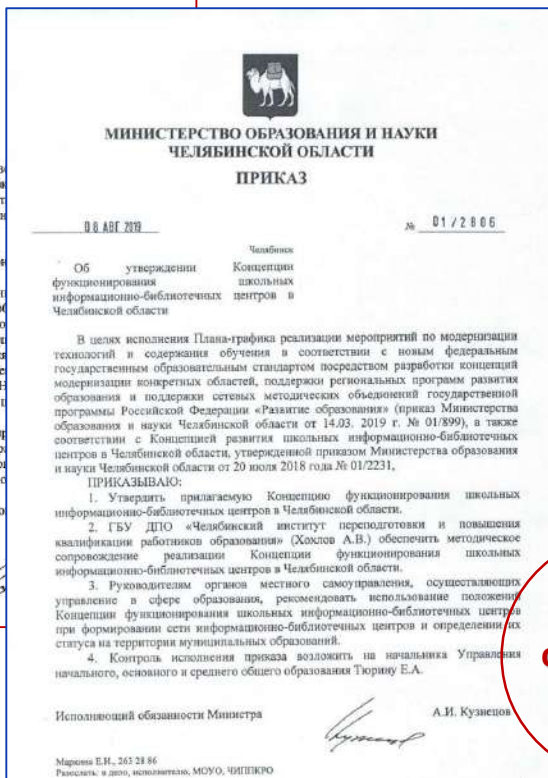 МИНИСТЕРСТВО ОБРАЗОВАНИЯ И НАУКИ
ЧЕЛЯБИНСКОЙ ОБЛАСТИ
ПРИКАЗ
08 АВГ 2019 № 01/2806
Челябинск
Об утверждении Концепции
функционирования школьных
информационно-библиотечных центров в
Челябинской области
В целях исполнения Плана-графика реализации мероприятий по модернизации
технологий и содержания обучения в соответствии с новым федеральным
государственным образовательным стандартом посредством разработки концепций
модернизации конкретных областей, поддержки региональных программ развития
образования и поддержки сетевых методических объединений государственной
программы Российской Федерации «Развитие образования» (приказ Министерства
образования и науки Челябинской области от 14.03. 2019 г. № 01/899), а также
соответствии с Концепцией развития школьных информационно-библиотечных
центров в Челябинской области, утвержденной приказом Министерства образования
и науки Челябинской области от 20 июля 2018 года № 01/2231,
ПРИКАЗЫВАЮ:
1. Утвердить прилагаемую Концепцию функционирования школьных
информационно-библиотечных центров в Челябинской области.
2. ГБУ ДПО «Челябинский институт переподготовки и повышения
квалификации работников образования» (Хохлов А.В.) обеспечить методическое
сопровождение реализации Концепции функционирования школьных
информационно-библиотечных центров в Челябинской области.
3. Руководителям органов местного самоуправления, осуществляющих
управление в сфере образования, рекомендовать использование положений
Концепции функционирования школьных информационно-библиотечных центров
при формировании сети информационно-библиотечных центров и определении их
статуса на территории муниципальных образований.
4. Контроль исполнения приказа возложить на начальника Управления
начального, основного и среднего общего образования Тюрину Е.А.
Исполняющий обязанности Министра А.И. Кузнецов
Маркина Е.И., 263 28 86
Разослать: в дело, исполнителю, МОУО, ЧИППКРО